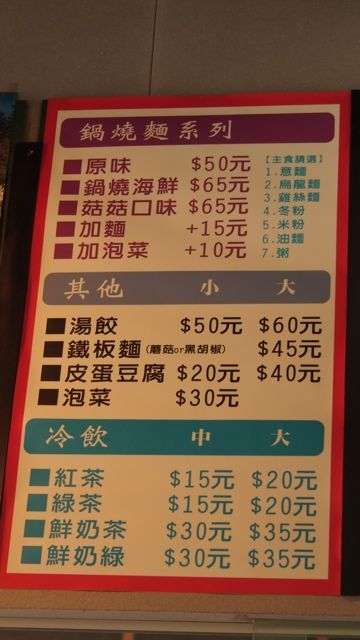 鍋燒麵系列
原味 $50元
鍋燒海鮮 $65元
菇菇口味 $65元
加麵 +15元
加泡菜 +10元
【主食請選】
1.意麵
2.烏龍麵
3.雞絲麵
4.冬粉
5.米粉
6.油麵
7.粥
其他 小 大
湯餃 $50元 $60元
鐵板麵(蘑菇or黑胡椒) $45元
皮蛋豆腐 $20元 $40元
泡菜 $30元
冷飲 中 大
紅茶 $15元 $20元
綠茶 $15元 $20元
鮮奶茶 $30元 $35元
鮮奶綠 $30元 $35元